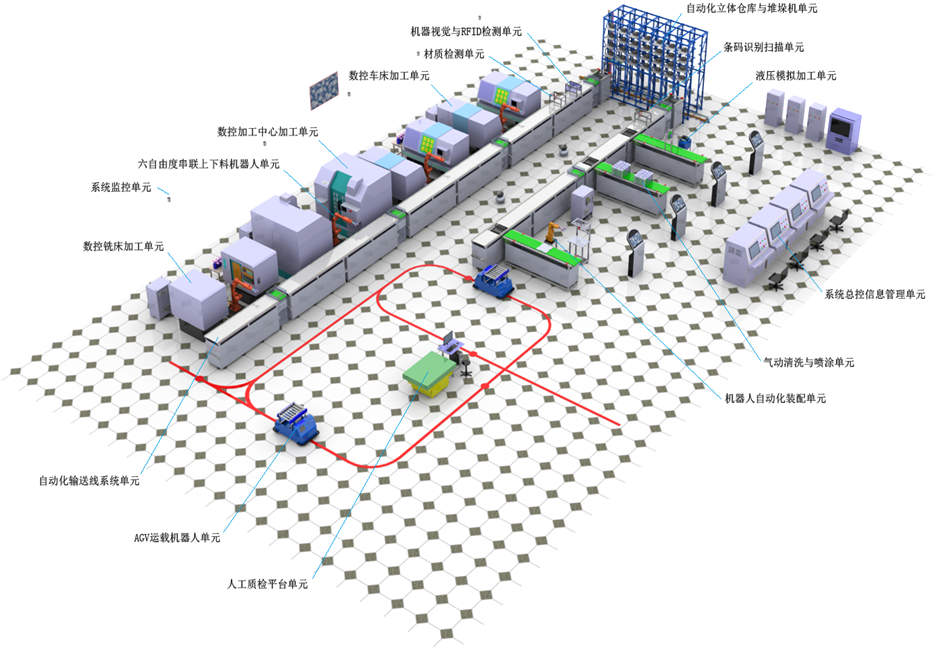 自动化立体仓库与堆垛机单元
机器视觉与RFID检测单元
条码识别扫描单元
材质检测单元
数控车床加工单元
液压模拟加工单元
数控加工中心加工单元
六自由度串联上下料机器人单元
系统监控单元
数控铣床加工单元
系统总控信息管理单元
气动清洗与喷涂单元
机器人自动化装配单元
自动化输送线系统单元
AGV运载机器人单元
人工质检平台单元